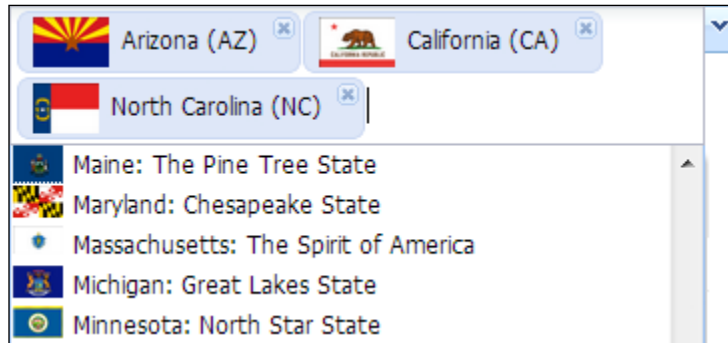 Arizona (AZ) California (CA)
North Carolina (NC)
Maine: The Pine Tree State
Maryland: Chesapeake State
Massachusetts: The Spirit of America
Michigan: Great Lakes State
Minnesota: North Star State